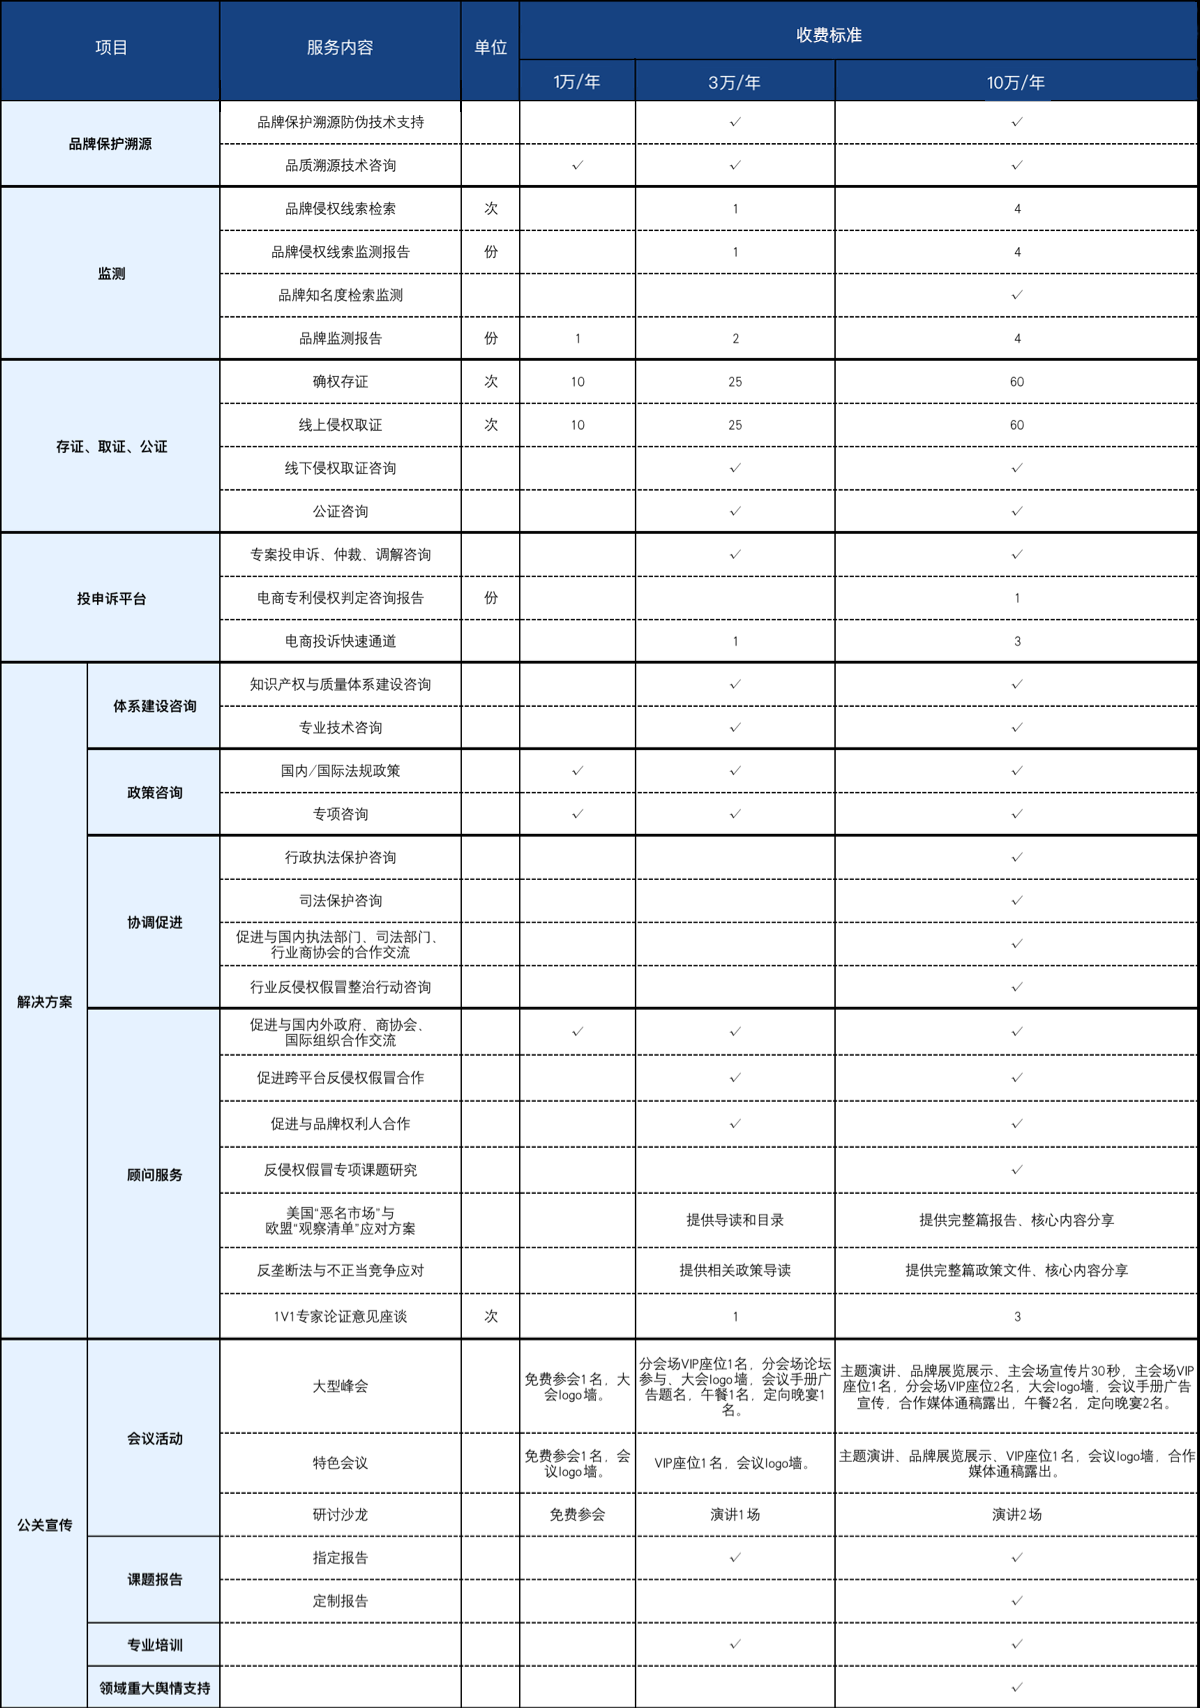 项目 服务内容 单位 收费标准
1万/年 3万/年 10万/年
品牌保护溯源
品牌保护溯源防伪技术支持 √ √
品质溯源技术咨询 √ √ √
监测
品牌侵权线索检索 次 1 4
品牌侵权线索监测报告 份 1 4
品牌知名度检索监测 √
品牌监测报告 份 1 2 4
存证、取证、公证
确权存证 次 10 25 60
线上侵权取证 次 10 25 60
线下侵权取证咨询 √ √
公证咨询 √ √
投申诉平台
专案投申诉、仲裁、调解咨询 √ √
电商专利侵权判定咨询报告 份 1
电商投诉快速通道 1 3
解决方案
体系建设咨询
知识产权与质量体系建设咨询 √ √
专业技术咨询 √ √
政策咨询
国内/国际法规政策 √ √ √
专项咨询 √ √ √
协调促进
行政执法保护咨询 √
司法保护咨询 √
促进与国内执法部门、司法部门、
行业商协会的合作交流 √
行业反侵权假冒整治行动咨询 √
顾问服务
促进与国内外政府、商协会、
国际组织合作交流 √ √ √
促进跨平台反侵权假冒合作 √ √
促进与品牌权利人合作 √ √
反侵权假冒专项课题研究 √
美国“恶名市场”与
欧盟“观察清单”应对方案 提供导读和目录 提供完整篇报告、核心内容分享
反垄断法与不正当竞争应对 提供相关政策导读 提供完整篇政策文件、核心内容分享
1V1专家论证意见座谈 次 1 3
公关宣传
会议活动
大型峰会
免费参会1名，大
会logo墙。
分会场VIP座位1名，分会场论坛
参与、大会logo墙，会议手册广
告题名，午餐1名，定向晚宴1
名。
主题演讲、品牌展览展示、主会场宣传片30秒，主会场VIP
座位1名，分会场VIP座位2名，大会logo墙，会议手册广告
宣传，合作媒体通稿露出，午餐2名，定向晚宴2名。
特色会议
免费参会1名，会
议logo墙。
VIP座位1名，会议logo墙。
主题演讲、品牌展览展示、VIP座位1名，会议logo墙，合作
媒体通稿露出。
研讨沙龙 免费参会 演讲1场 演讲2场
课题报告
指定报告 √ √
定制报告 √
专业培训 √ √
领域重大舆情支持 √